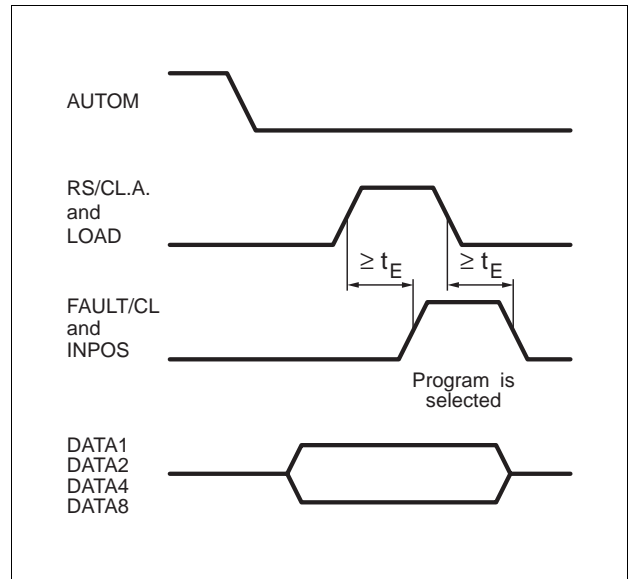 AUTOM
RS/CL.A.
and
LOAD
≥ tE
≥ tE
FAULT/CL
and
INPOS
Program is
selected
DATA1
DATA2
DATA4
DATA8